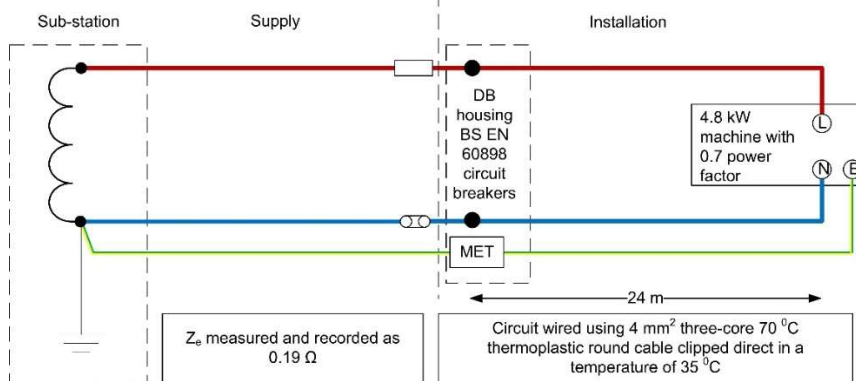 Sub-station
Supply
Installation
DB
housing
BS EN
60898
circuit
breakers
4.8 kW
machine with
0.7 power
factor
L
N
E
MET
24 m
Zₑ measured and recorded as
0.19 Ω
Circuit wired using 4 mm² three-core 70 ⁰C
thermoplastic round cable clipped direct in a
temperature of 35 ⁰C